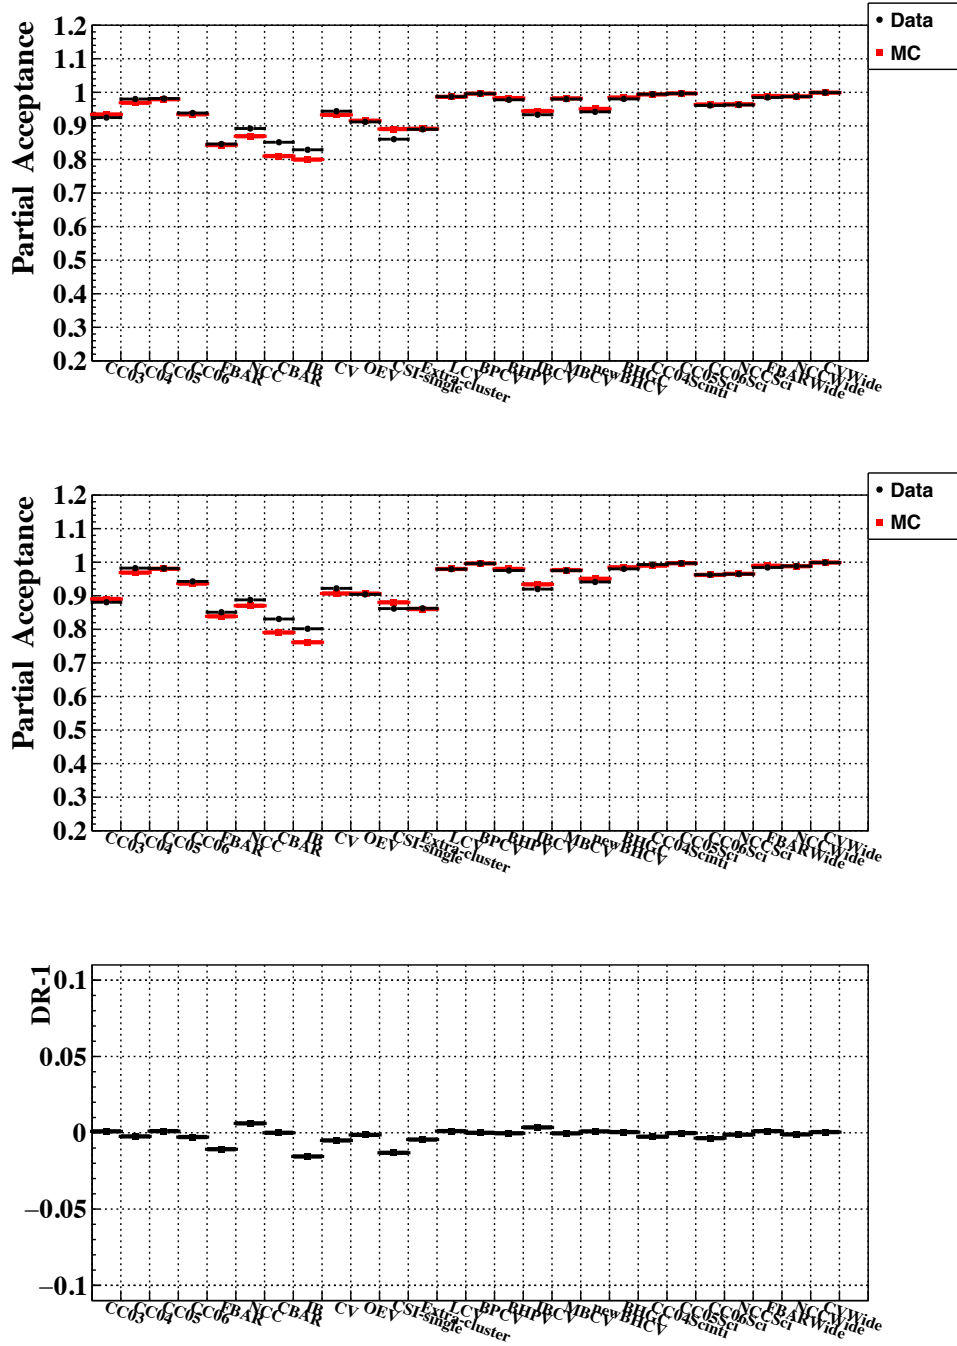 Partial Acceptance
1.2
1.1
1
0.9
0.8
0.7
0.6
0.5
0.4
0.3
0.2
Data
MC
CC03 CC04 CC05 CC06 FBAR NCC CBAR IB CV OEV CSI-single Extra-cluster LCV BPCV BHPV IBCV MBCV newBHCV BHGC CC04Scinti CC05Sci CC06Sci NCCSci FBARWide NCCWide CVWide
Partial Acceptance
1.2
1.1
1
0.9
0.8
0.7
0.6
0.5
0.4
0.3
0.2
Data
MC
CC03 CC04 CC05 CC06 FBAR NCC CBAR IB CV OEV CSI-single Extra-cluster LCV BPCV BHPV IBCV MBCV newBHCV BHGC CC04Scinti CC05Sci CC06Sci NCCSci FBARWide NCCWide CVWide
DR-1
0.1
0.05
0
−0.05
−0.1
CC03 CC04 CC05 CC06 FBAR NCC CBAR IB CV OEV CSI-single Extra-cluster LCV BPCV BHPV IBCV MBCV newBHCV BHGC CC04Scinti CC05Sci CC06Sci NCCSci FBARWide NCCWide CVWide